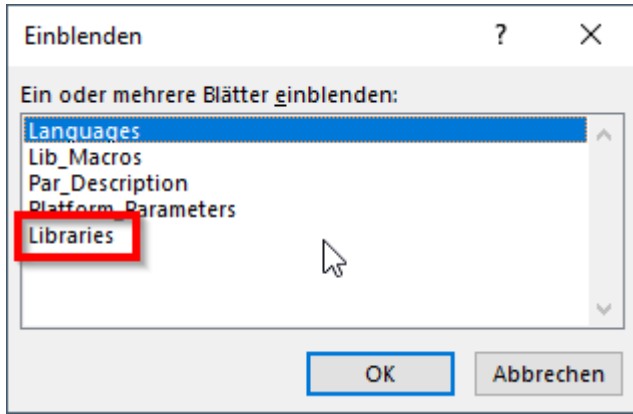 Einblenden ? ×
Ein oder mehrere Blätter einblenden:
Languages
Lib_Macros
Par_Description
Platform_Parameters
Libraries
OK Abbrechen